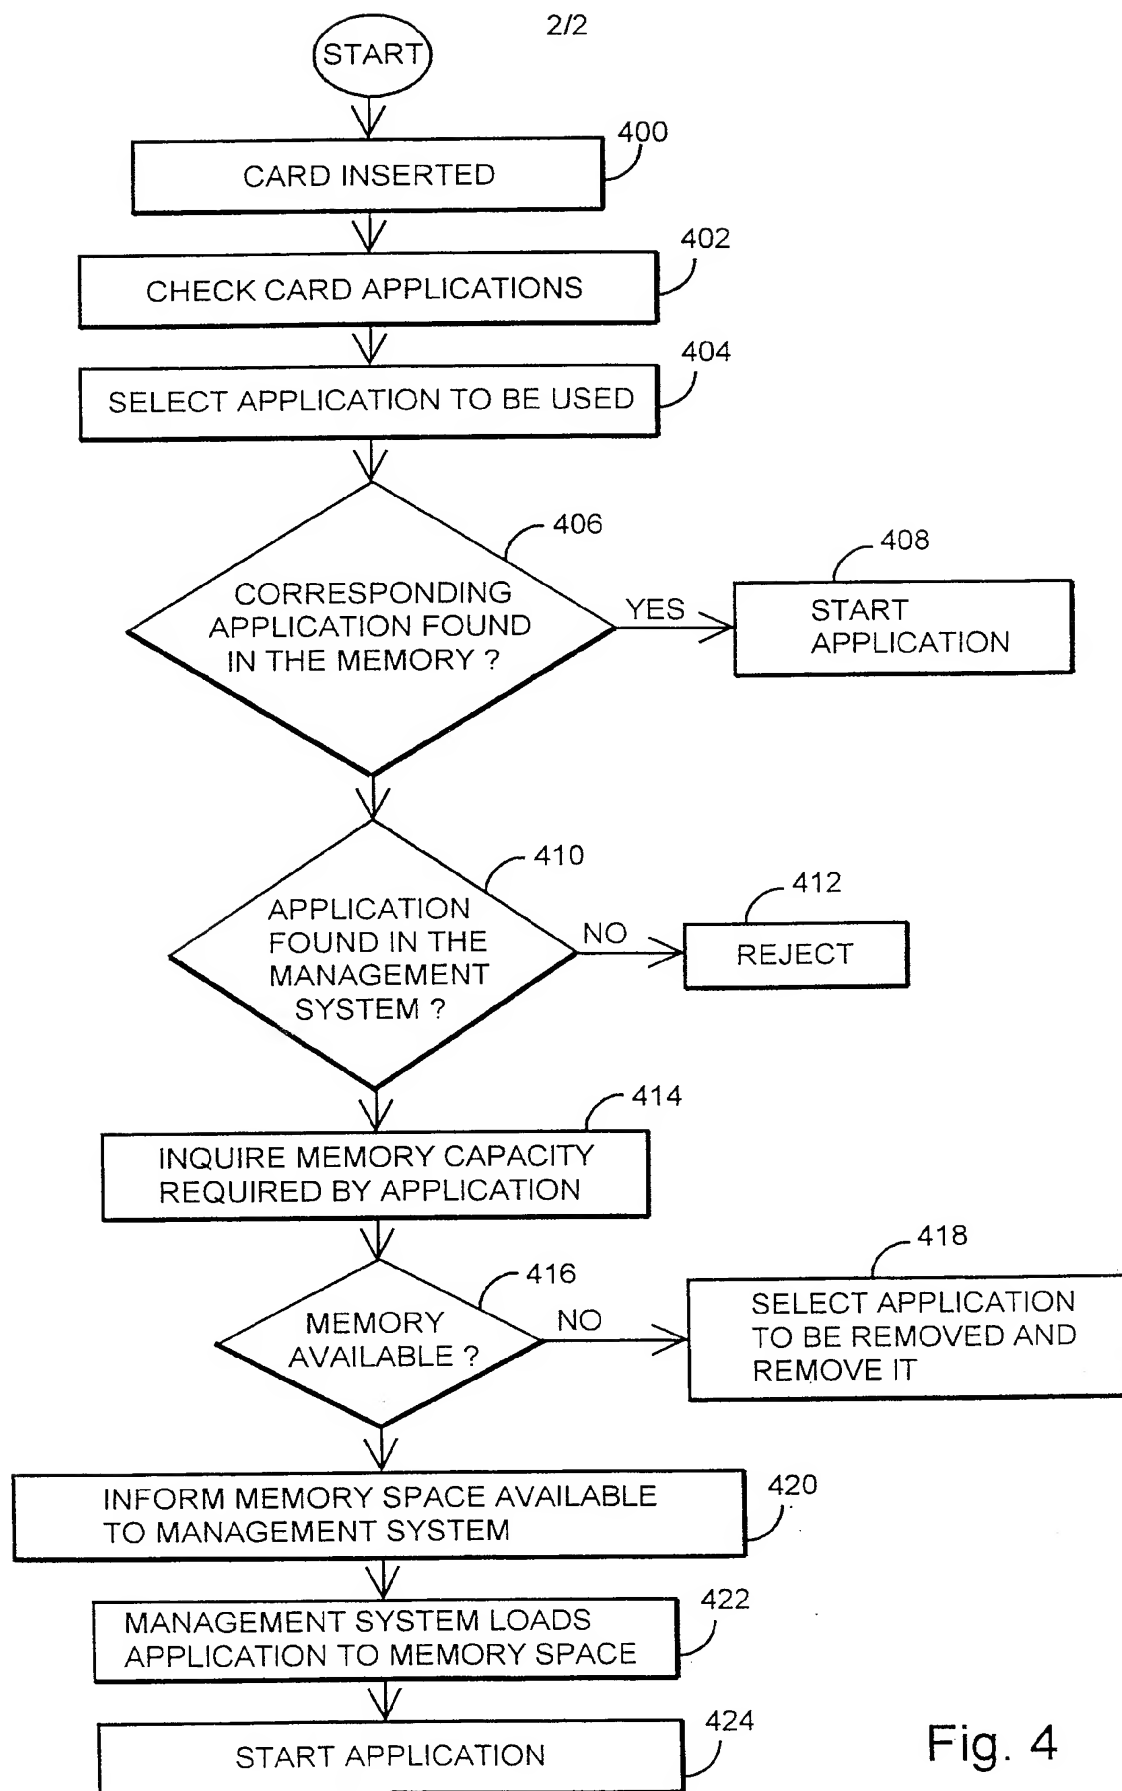 2/2
START
400
CARD INSERTED
402
CHECK CARD APPLICATIONS
404
SELECT APPLICATION TO BE USED
406
CORRESPONDING
APPLICATION FOUND
IN THE MEMORY ?
YES
408
START
APPLICATION
410
APPLICATION
FOUND IN THE
MANAGEMENT
SYSTEM ?
NO
412
REJECT
414
INQUIRE MEMORY CAPACITY
REQUIRED BY APPLICATION
416
MEMORY
AVAILABLE ?
NO
418
SELECT APPLICATION
TO BE REMOVED AND
REMOVE IT
420
INFORM MEMORY SPACE AVAILABLE
TO MANAGEMENT SYSTEM
422
MANAGEMENT SYSTEM LOADS
APPLICATION TO MEMORY SPACE
424
START APPLICATION
Fig. 4